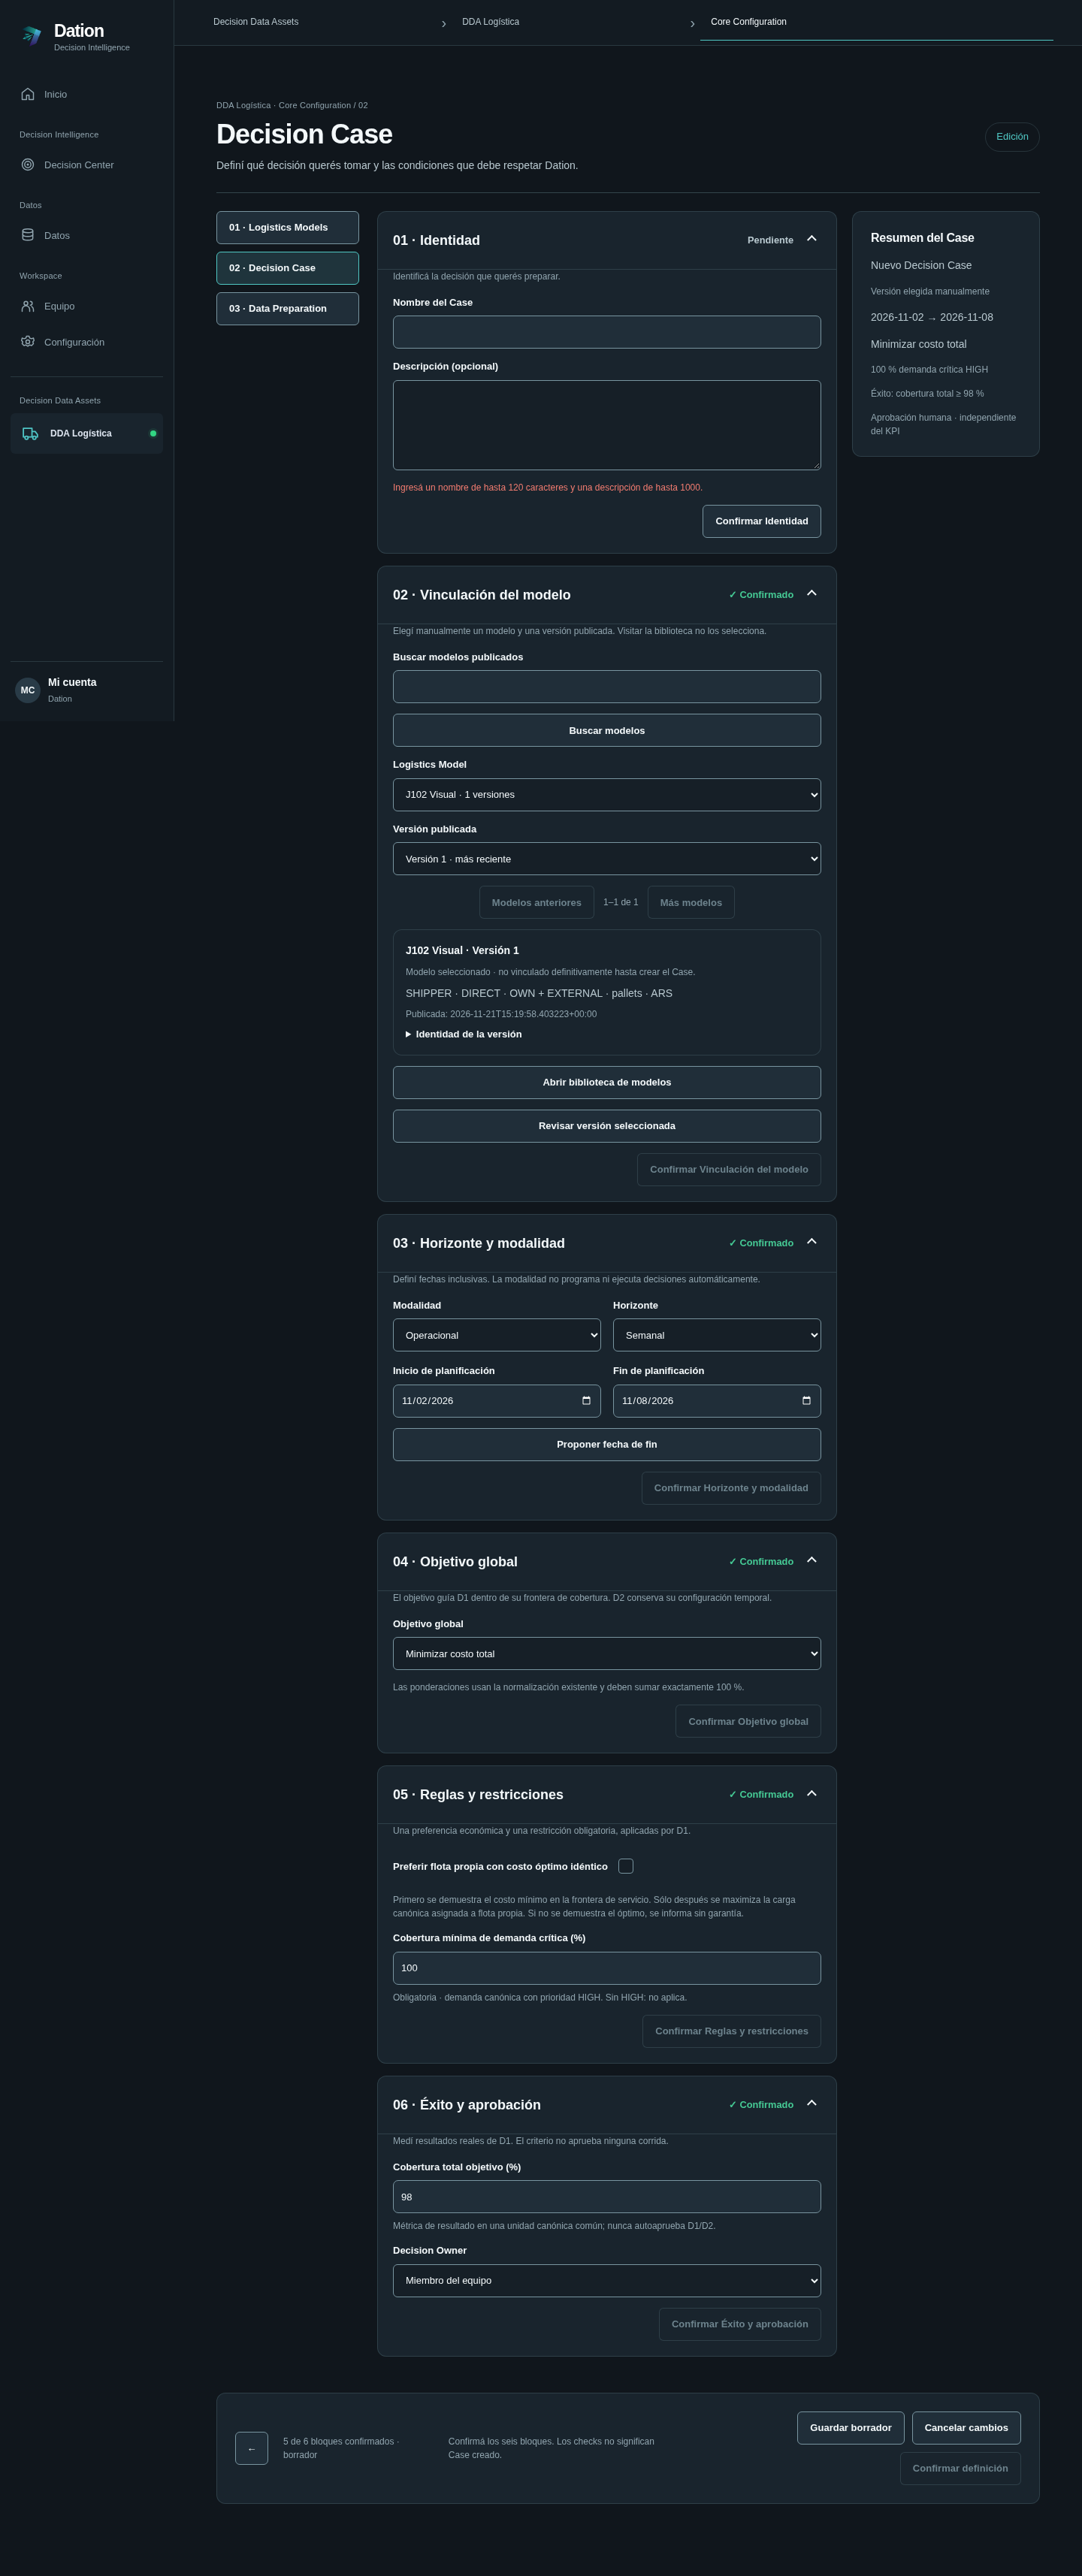 Dation
Decision Intelligence
Inicio
Decision Intelligence
Decision Center
Datos
Datos
Workspace
Equipo
Configuración
Decision Data Assets
DDA Logística
MC
Mi cuenta
Dation
Decision Data Assets
›
DDA Logística
›
Core Configuration
DDA Logística · Core Configuration / 02
Decision Case
Definí qué decisión querés tomar y las condiciones que debe respetar Dation.
Edición
01 · Logistics Models
02 · Decision Case
03 · Data Preparation
01 · Identidad
Pendiente
Identificá la decisión que querés preparar.
Nombre del Case
Descripción (opcional)
Ingresá un nombre de hasta 120 caracteres y una descripción de hasta 1000.
Confirmar Identidad
02 · Vinculación del modelo
✓ Confirmado
Elegí manualmente un modelo y una versión publicada. Visitar la biblioteca no los selecciona.
Buscar modelos publicados
Buscar modelos
Logistics Model
J102 Visual · 1 versiones
Versión publicada
Versión 1 · más reciente
Modelos anteriores
1–1 de 1
Más modelos
J102 Visual · Versión 1
Modelo seleccionado · no vinculado definitivamente hasta crear el Case.
SHIPPER · DIRECT · OWN + EXTERNAL · pallets · ARS
Publicada: 2026-11-21T15:19:58.403223+00:00
▶ Identidad de la versión
Abrir biblioteca de modelos
Revisar versión seleccionada
Confirmar Vinculación del modelo
03 · Horizonte y modalidad
✓ Confirmado
Definí fechas inclusivas. La modalidad no programa ni ejecuta decisiones automáticamente.
Modalidad
Horizonte
Operacional
Semanal
Inicio de planificación
Fin de planificación
11/02/2026
11/08/2026
Proponer fecha de fin
Confirmar Horizonte y modalidad
04 · Objetivo global
✓ Confirmado
El objetivo guía D1 dentro de su frontera de cobertura. D2 conserva su configuración temporal.
Objetivo global
Minimizar costo total
Las ponderaciones usan la normalización existente y deben sumar exactamente 100 %.
Confirmar Objetivo global
05 · Reglas y restricciones
✓ Confirmado
Una preferencia económica y una restricción obligatoria, aplicadas por D1.
Preferir flota propia con costo óptimo idéntico
Primero se demuestra el costo mínimo en la frontera de servicio. Sólo después se maximiza la carga
canónica asignada a flota propia. Si no se demuestra el óptimo, se informa sin garantía.
Cobertura mínima de demanda crítica (%)
100
Obligatoria · demanda canónica con prioridad HIGH. Sin HIGH: no aplica.
Confirmar Reglas y restricciones
06 · Éxito y aprobación
✓ Confirmado
Medí resultados reales de D1. El criterio no aprueba ninguna corrida.
Cobertura total objetivo (%)
98
Métrica de resultado en una unidad canónica común; nunca autoaprueba D1/D2.
Decision Owner
Miembro del equipo
Confirmar Éxito y aprobación
Resumen del Case
Nuevo Decision Case
Versión elegida manualmente
2026-11-02 → 2026-11-08
Minimizar costo total
100 % demanda crítica HIGH
Éxito: cobertura total ≥ 98 %
Aprobación humana · independiente
del KPI
←
5 de 6 bloques confirmados ·
borrador
Confirmá los seis bloques. Los checks no significan
Case creado.
Guardar borrador
Cancelar cambios
Confirmar definición